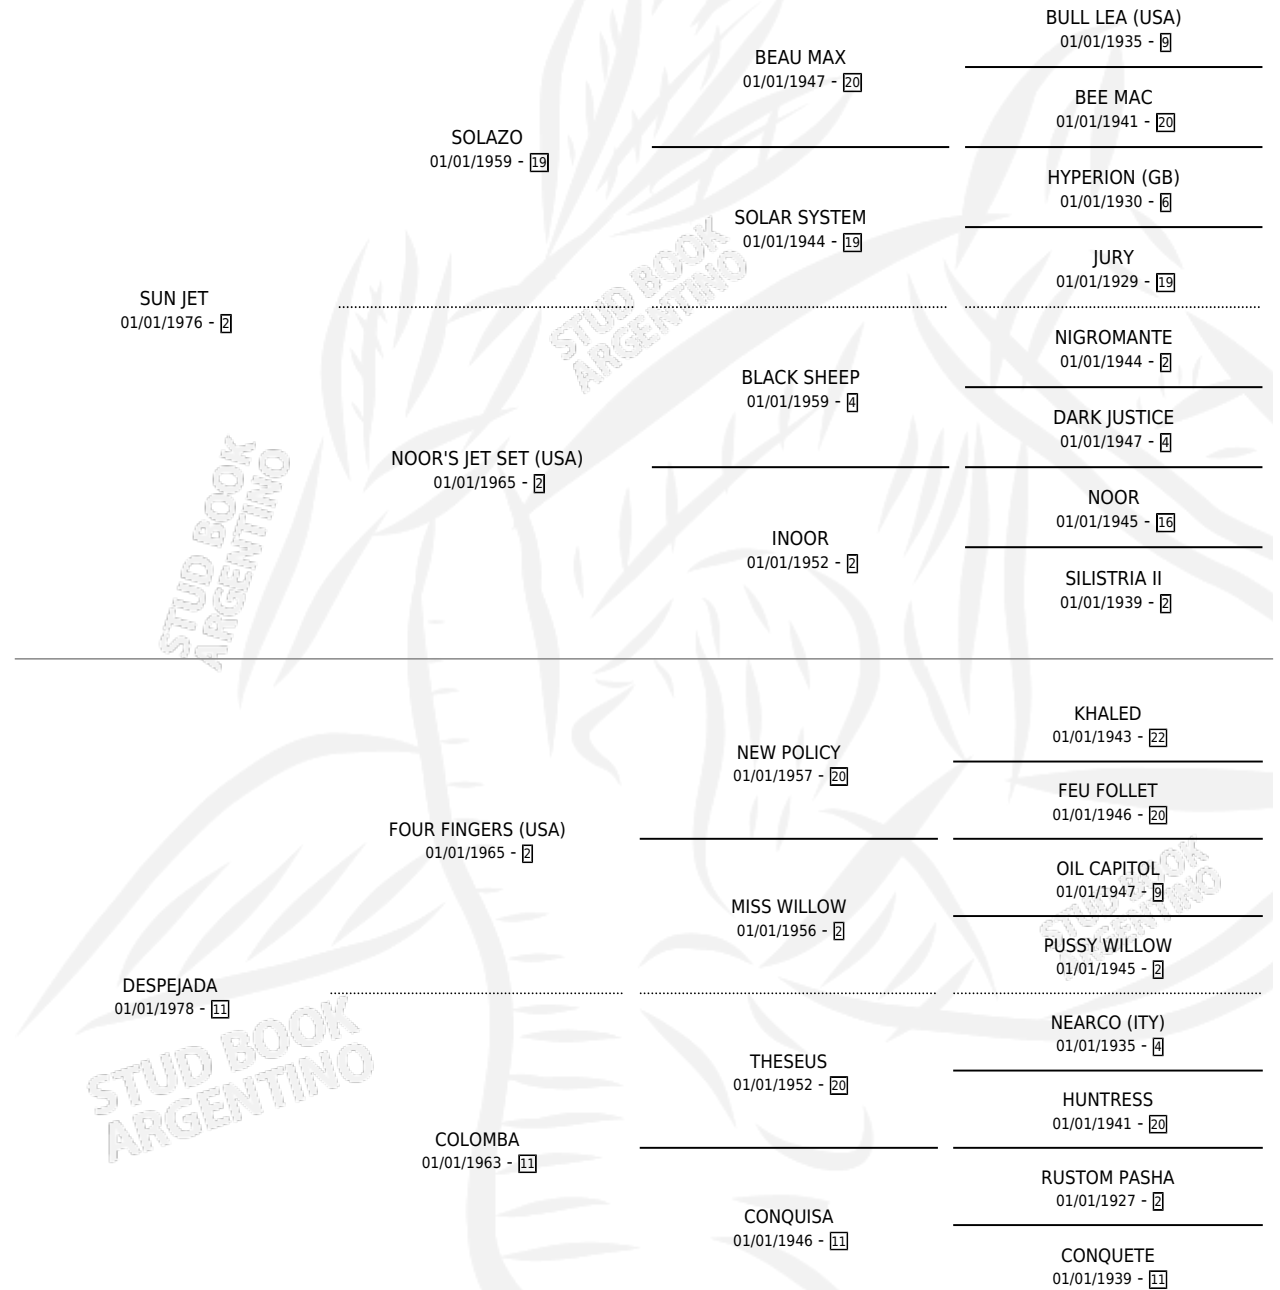 BULL LEA (USA)
01/01/1935 - 9
BEAU MAX
01/01/1947 - 20
BEE MAC
01/01/1941 - 20
SOLAZO
01/01/1959 - 19
HYPERION (GB)
01/01/1930 - 6
SOLAR SYSTEM
01/01/1944 - 19
JURY
01/01/1929 - 19
SUN JET
01/01/1976 - 2
NIGROMANTE
01/01/1944 - 2
BLACK SHEEP
01/01/1959 - 4
DARK JUSTICE
01/01/1947 - 4
NOOR'S JET SET (USA)
01/01/1965 - 2
NOOR
01/01/1945 - 16
INOOR
01/01/1952 - 2
SILISTRIA II
01/01/1939 - 2
KHALED
01/01/1943 - 22
NEW POLICY
01/01/1957 - 20
FEU FOLLET
01/01/1946 - 20
FOUR FINGERS (USA)
01/01/1965 - 2
OIL CAPITOL
01/01/1947 - 9
MISS WILLOW
01/01/1956 - 2
PUSSY WILLOW
01/01/1945 - 2
DESPEJADA
01/01/1978 - 11
NEARCO (ITY)
01/01/1935 - 4
THESEUS
01/01/1952 - 20
HUNTRESS
01/01/1941 - 20
COLOMBA
01/01/1963 - 11
RUSTOM PASHA
01/01/1927 - 2
CONQUISA
01/01/1946 - 11
CONQUETE
01/01/1939 - 11
STUD BOOK
ARGENTINO
STUD BOOK
ARGENTINO
STUD BOOK
ARGENTINO
STUD BOOK
ARGENTINO